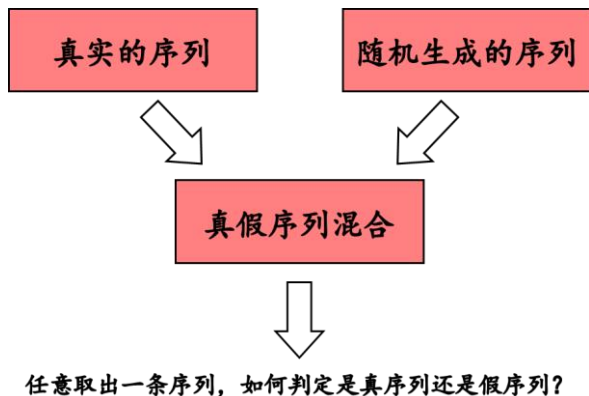 真实的序列
随机生成的序列
真假序列混合
任意取出一条序列，如何判定是真序列还是假序列？